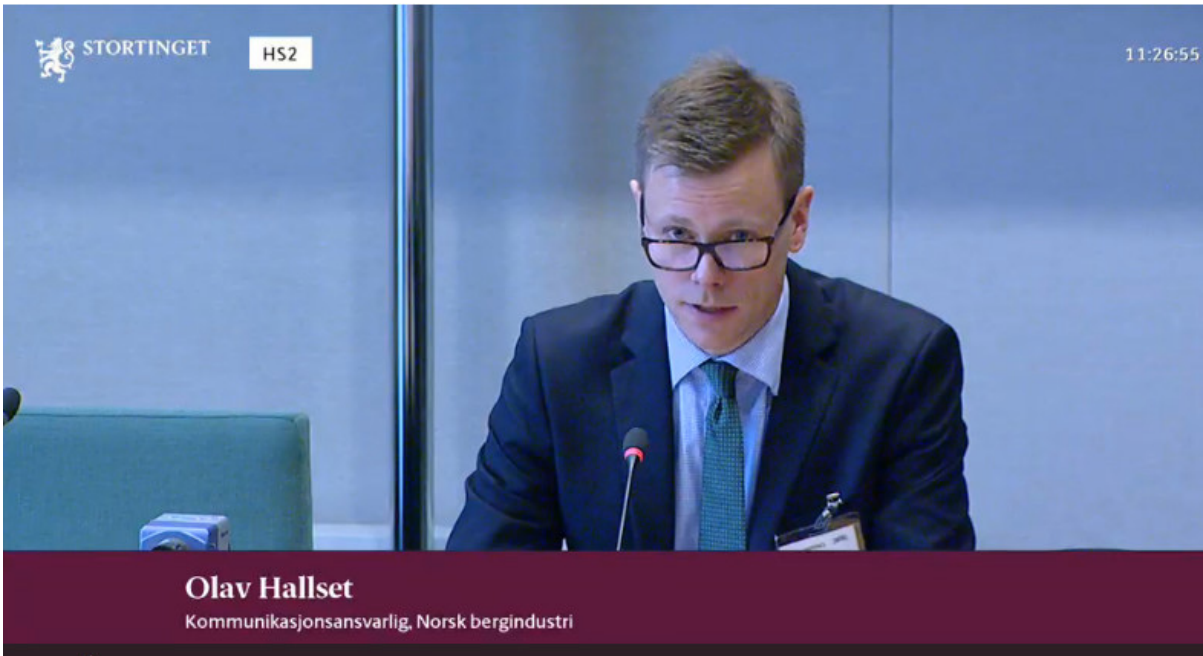 STORTINGET
HS2
11:26:55
Olav Hallset
Kommunikasjonsansvarlig, Norsk bergindustri